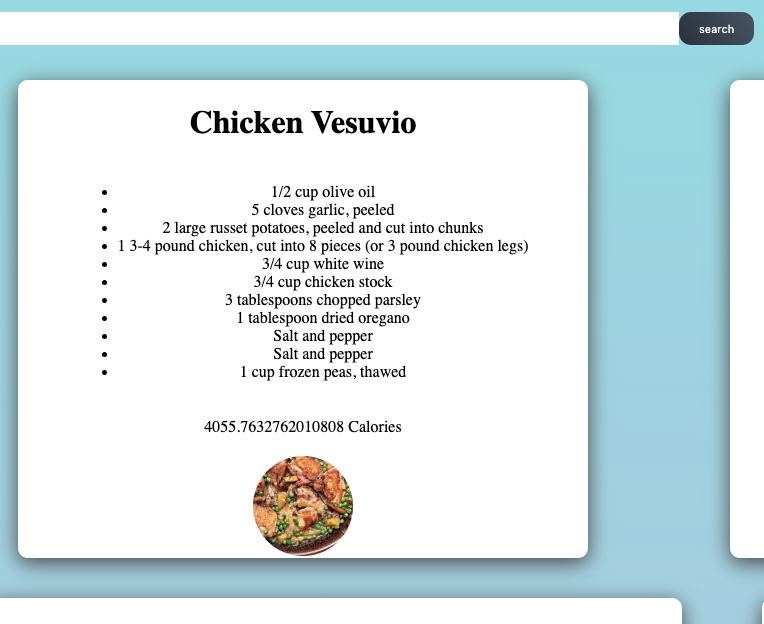 search
Chicken Vesuvio
1/2 cup olive oil
5 cloves garlic, peeled
2 large russet potatoes, peeled and cut into chunks
1 3-4 pound chicken, cut into 8 pieces (or 3 pound chicken legs)
3/4 cup white wine
3/4 cup chicken stock
3 tablespoons chopped parsley
1 tablespoon dried oregano
Salt and pepper
Salt and pepper
1 cup frozen peas, thawed
4055.7632762010808 Calories